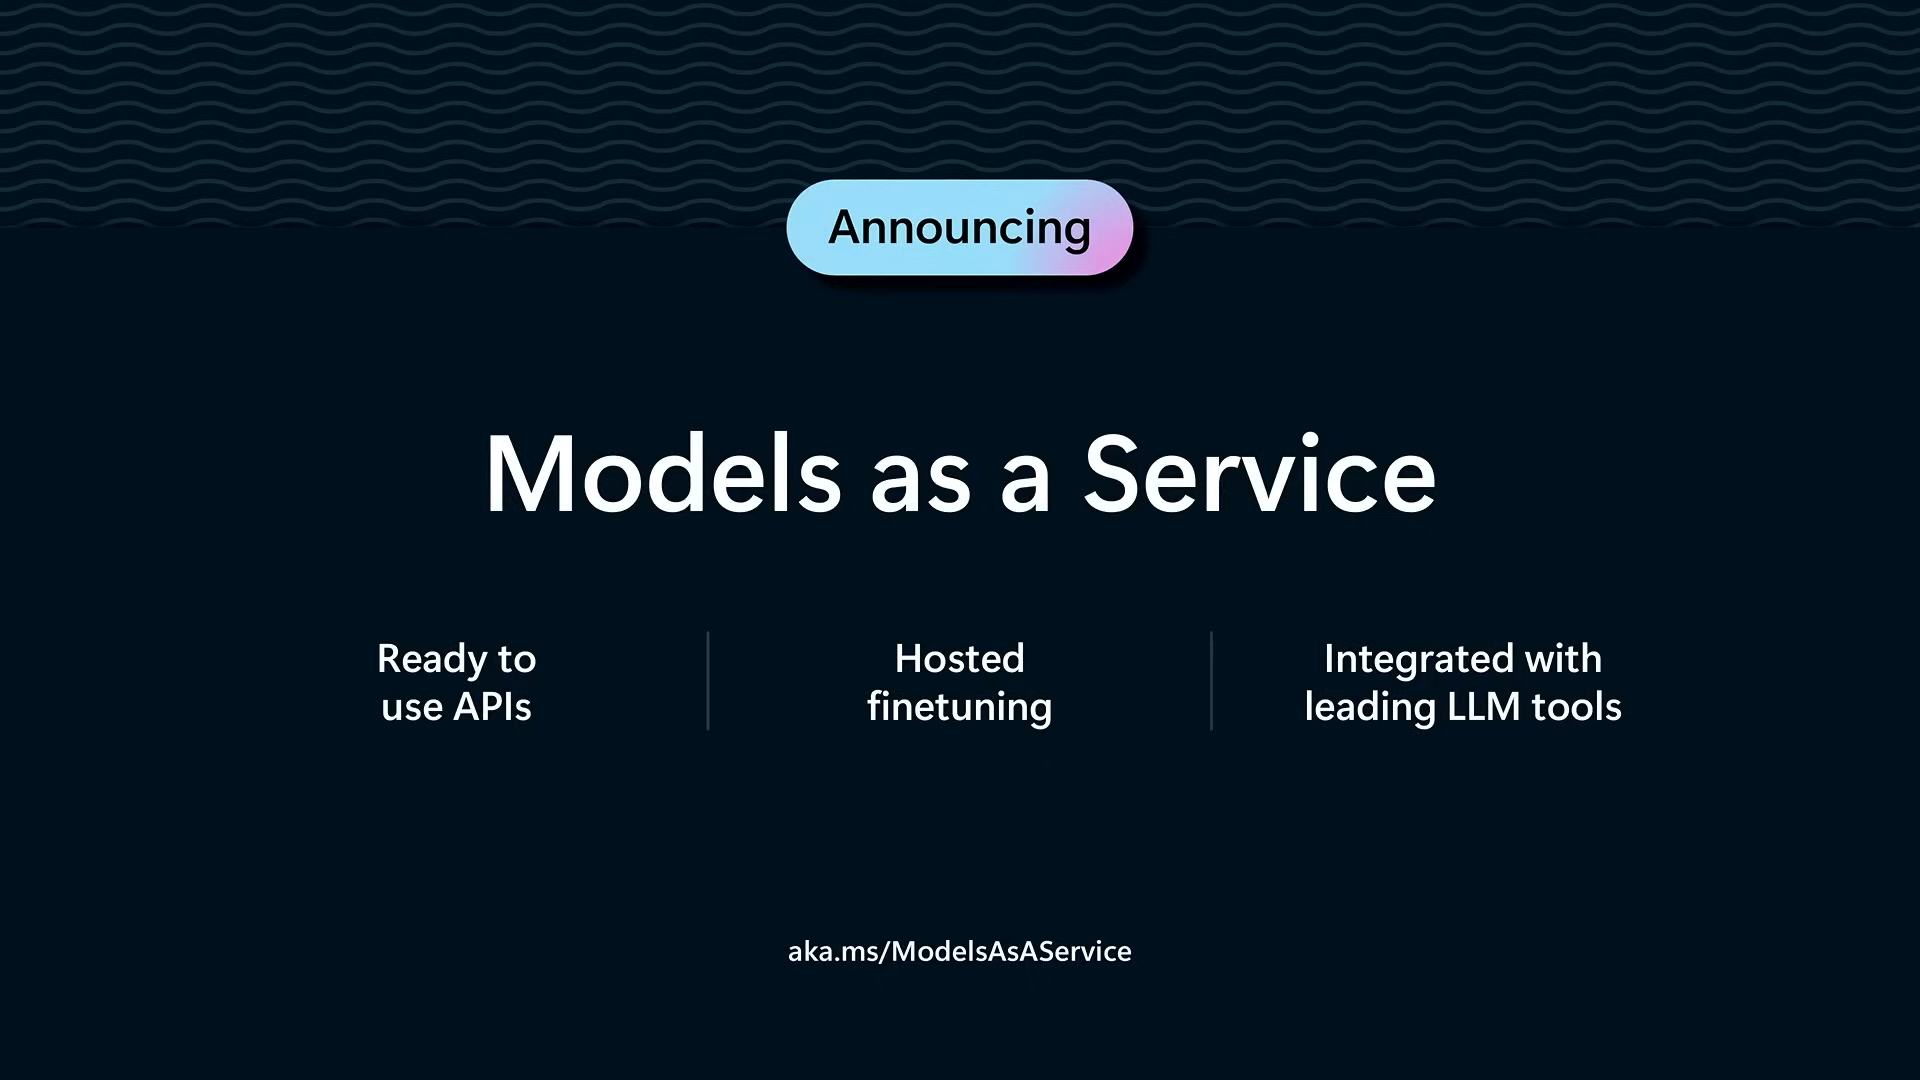 Announcing
Models as a Service
Ready to
use APIs
Hosted
finetuning
Integrated with
leading LLM tools
aka.ms/ModelsAsAService